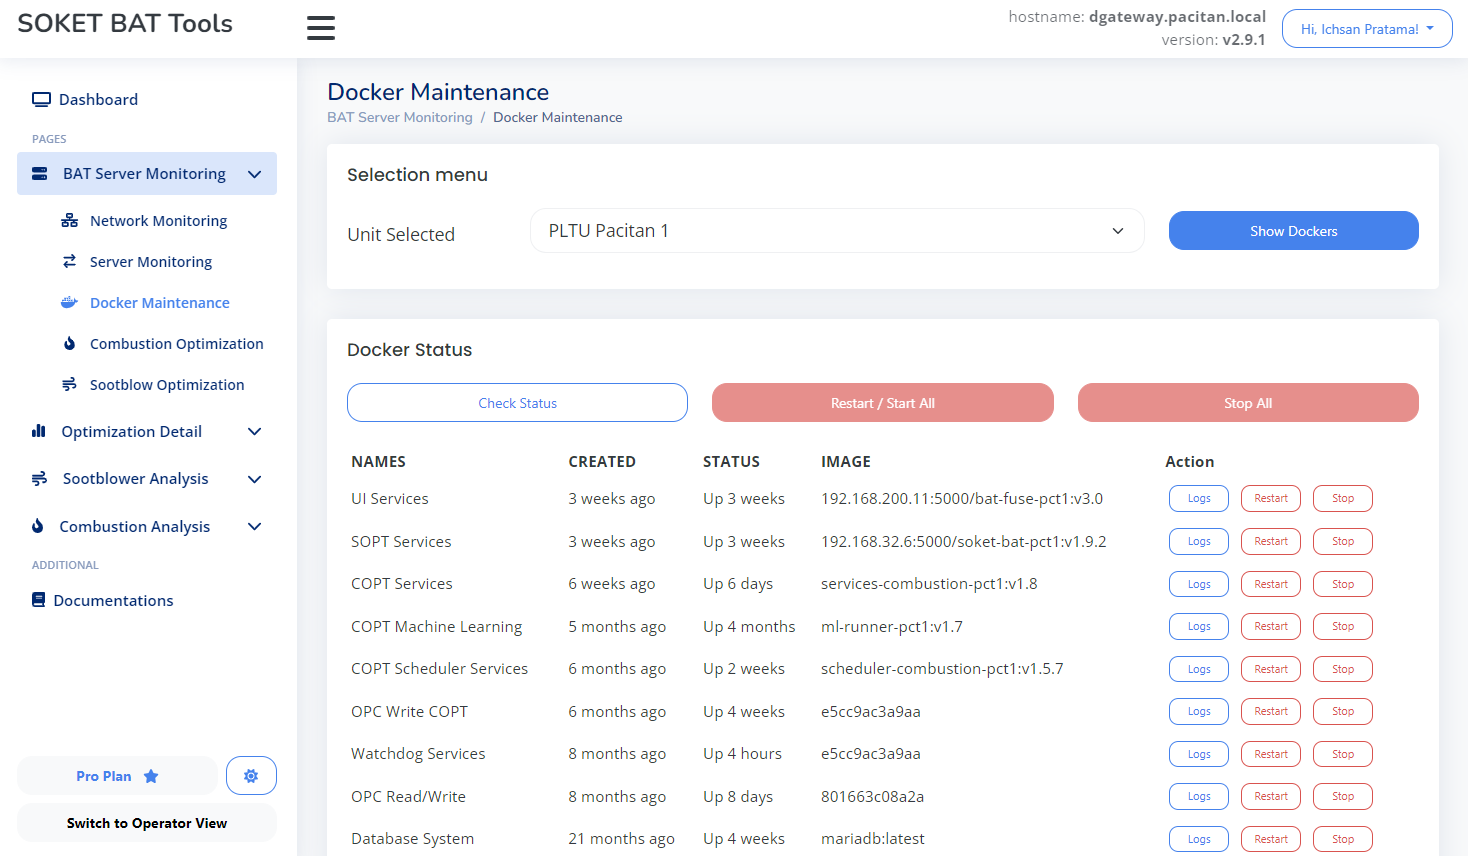 SOKET BAT Tools
hostname: dgateway.pacitan.local
version: v2.9.1
Hi, Ichsan Pratama!
Dashboard
PAGES
BAT Server Monitoring
Network Monitoring
Server Monitoring
Docker Maintenance
Combustion Optimization
Sootblow Optimization
Optimization Detail
Sootblower Analysis
Combustion Analysis
ADDITIONAL
Documentations
Pro Plan
Switch to Operator View
Docker Maintenance
BAT Server Monitoring / Docker Maintenance
Selection menu
Unit Selected PLTU Pacitan 1 Show Dockers
Docker Status
Check Status Restart / Start All Stop All
NAMES CREATED STATUS IMAGE Action
UI Services 3 weeks ago Up 3 weeks 192.168.200.11:5000/bat-fuse-pct1:v3.0 Logs Restart Stop
SOPT Services 3 weeks ago Up 3 weeks 192.168.32.6:5000/soket-bat-pct1:v1.9.2 Logs Restart Stop
COPT Services 6 weeks ago Up 6 days services-combustion-pct1:v1.8 Logs Restart Stop
COPT Machine Learning 5 months ago Up 4 months ml-runner-pct1:v1.7 Logs Restart Stop
COPT Scheduler Services 6 months ago Up 2 weeks scheduler-combustion-pct1:v1.5.7 Logs Restart Stop
OPC Write COPT 6 months ago Up 4 weeks e5cc9ac3a9aa Logs Restart Stop
Watchdog Services 8 months ago Up 4 hours e5cc9ac3a9aa Logs Restart Stop
OPC Read/Write 8 months ago Up 8 days 801663c08a2a Logs Restart Stop
Database System 21 months ago Up 4 weeks mariadb:latest Logs Restart Stop